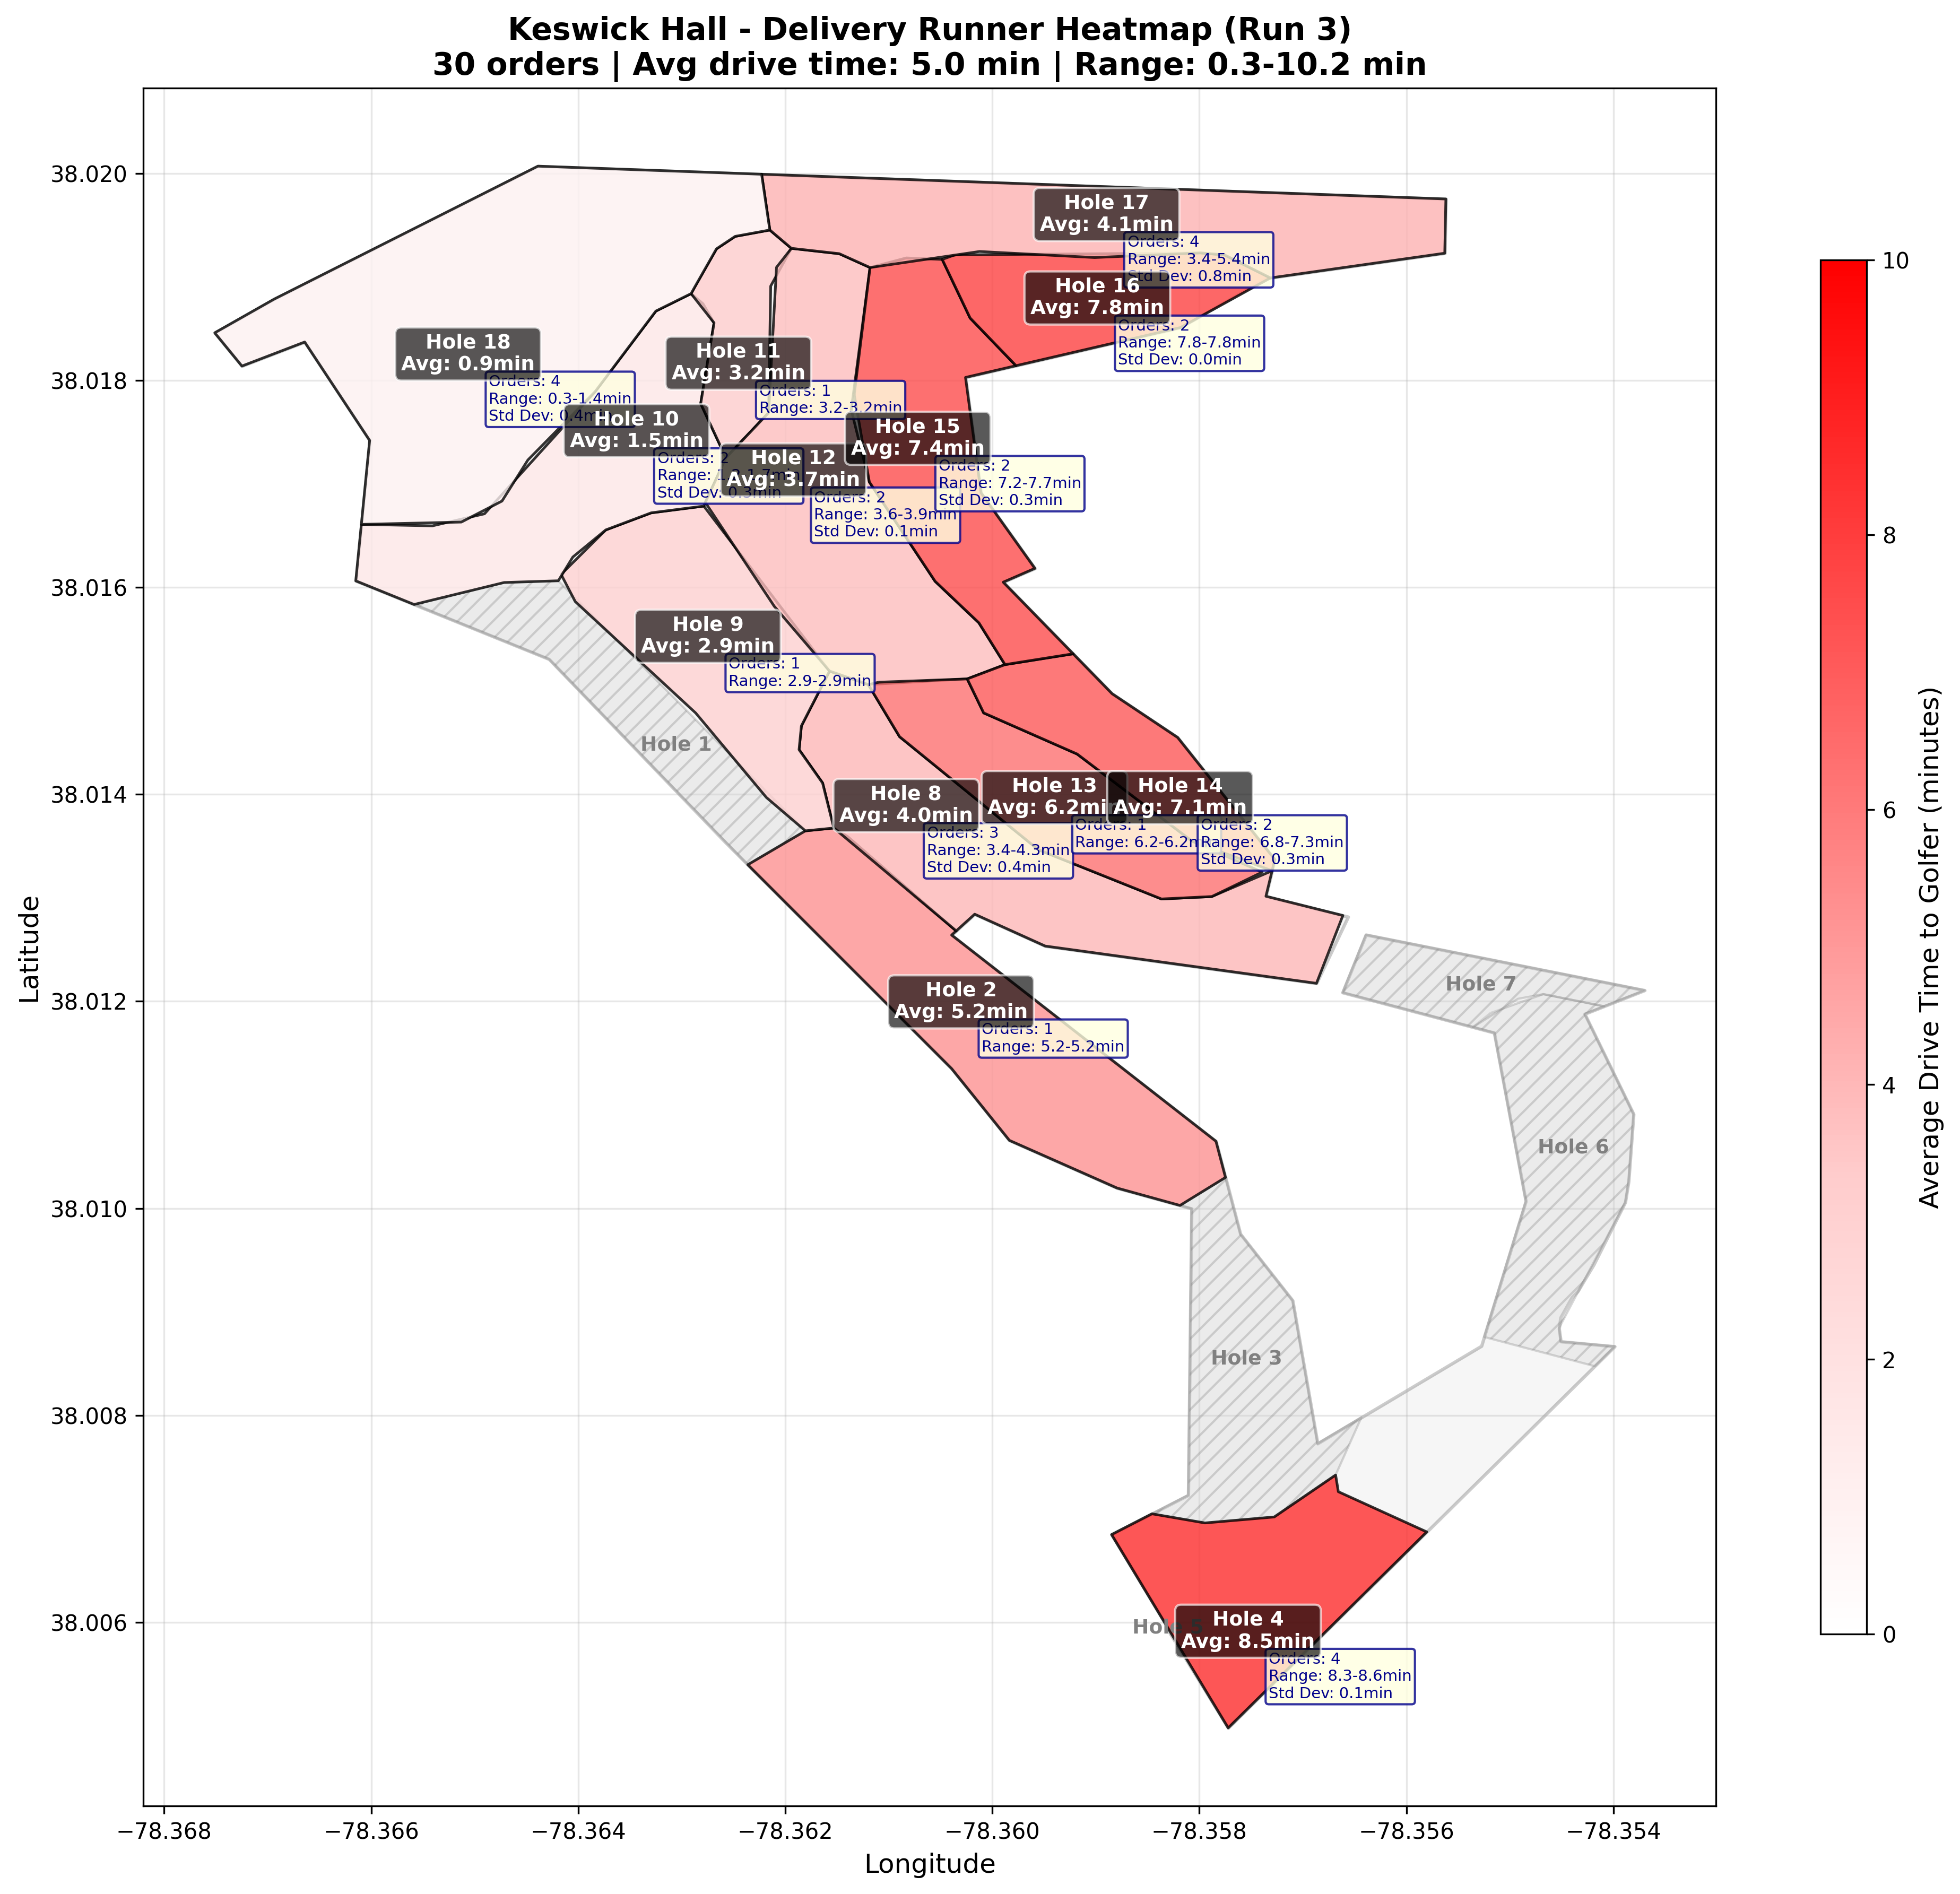 Keswick Hall - Delivery Runner Heatmap (Run 3)
30 orders | Avg drive time: 5.0 min | Range: 0.3-10.2 min
Hole 17
Avg: 4.1min
Orders: 4
Range: 3.4-5.4min
Std Dev: 0.8min
Hole 16
Avg: 7.8min
Orders: 2
Range: 7.8-7.8min
Std Dev: 0.0min
Hole 18
Avg: 0.9min
Orders: 4
Range: 0.3-1.4min
Std Dev: 0.4min
Hole 11
Avg: 3.2min
Orders: 1
Range: 3.2-3.2min
Hole 10
Avg: 1.5min
Orders: 2
Range:
Std Dev: 0.3min
Hole 15
Avg: 7.4min
Orders: 2
Range: 7.2-7.7min
Std Dev: 0.3min
Hole 12
Avg: 3.7min
Orders: 2
Range: 3.6-3.9min
Std Dev: 0.1min
Hole 9
Avg: 2.9min
Orders: 1
Range: 2.9-2.9min
Hole 1
Hole 8
Avg: 4.0min
Orders: 3
Range: 3.4-4.3min
Std Dev: 0.4min
Hole 13
Avg: 6.2min
Orders: 1
Range: 6.2-6.2m
Hole 14
Avg: 7.1min
Orders: 2
Range: 6.8-7.3min
Std Dev: 0.3min
Hole 2
Avg: 5.2min
Orders: 1
Range: 5.2-5.2min
Hole 7
Hole 6
Hole 3
Hole 4
Avg: 8.5min
Orders: 4
Range: 8.3-8.6min
Std Dev: 0.1min
38.020
38.018
38.016
38.014
38.012
38.010
38.008
38.006
Latitude
−78.368
−78.366
−78.364
−78.362
−78.360
−78.358
−78.356
−78.354
Longitude
10
8
6
4
2
0
Average Drive Time to Golfer (minutes)